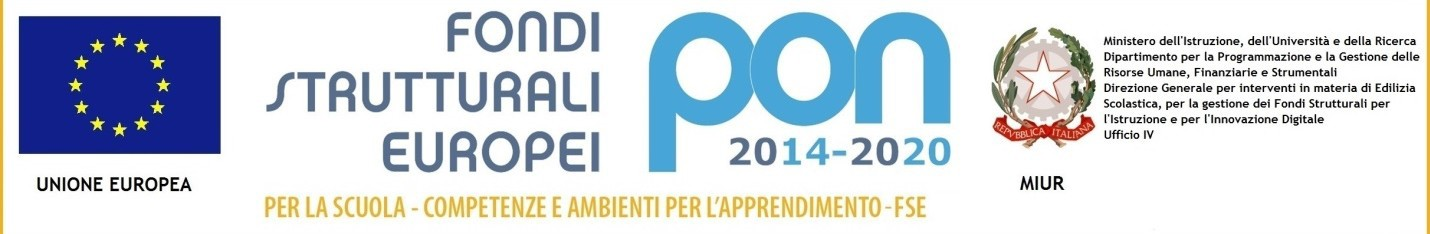 UNIONE EUROPEA
FONDI
STRUTTURALI
EUROPEI
pon
2014-2020
PER LA SCUOLA - COMPETENZE E AMBIENTI PER L'APPRENDIMENTO-FSE
REPVBBLICA ITALIANA
MIUR
Ministero dell'Istruzione, dell'Università e della Ricerca
Dipartimento per la Programmazione e la Gestione delle
Risorse Umane, Finanziarie e Strumentali
Direzione Generale per interventi in materia di Edilizia
Scolastica, per la gestione dei Fondi Strutturali per
l'Istruzione e per l'Innovazione Digitale
Ufficio IV